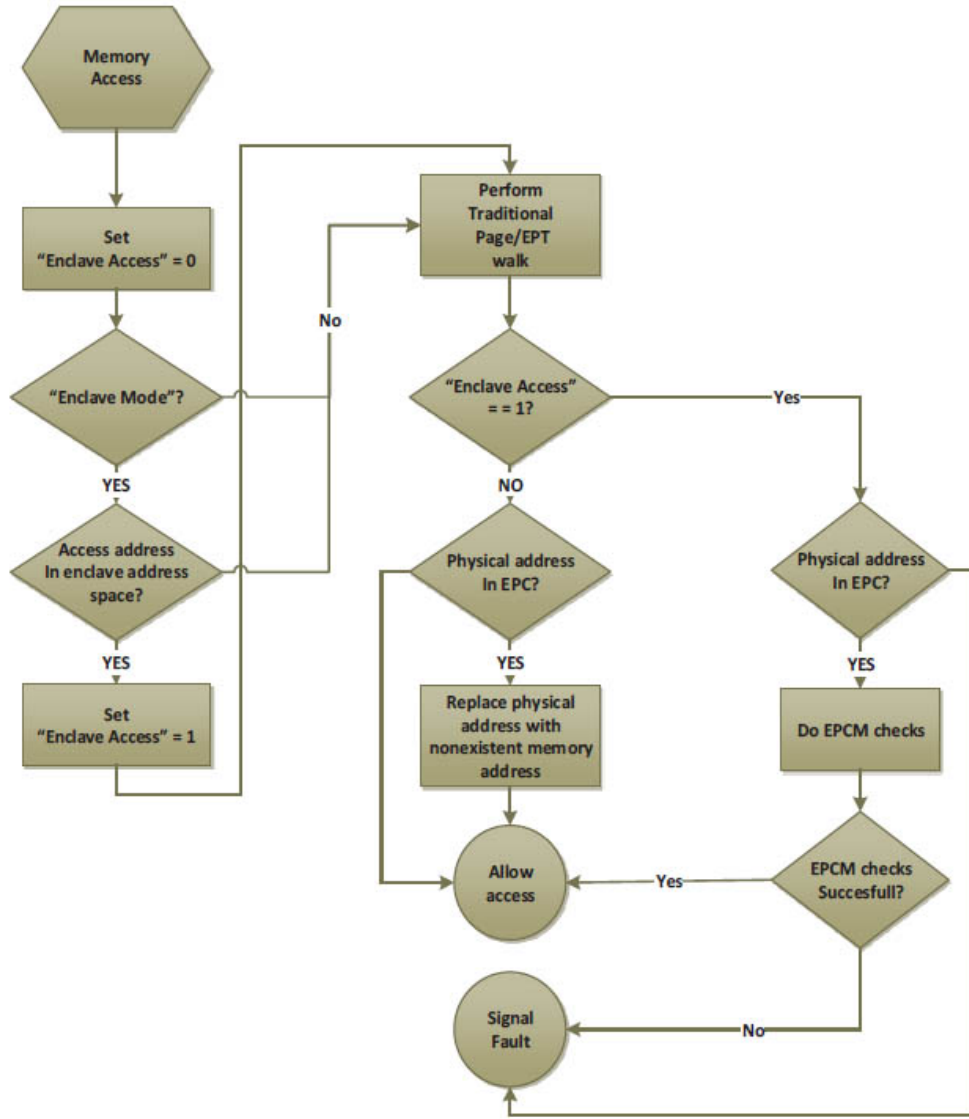 Memory
Access
Set
“Enclave Access” = 0
“Enclave Mode”?
YES
Access address
In enclave address
space?
YES
Set
“Enclave Access” = 1
No
Perform
Traditional
Page/EPT
walk
“Enclave Access”
= = 1?
Yes
NO
Physical address
In EPC?
YES
Replace physical
address with
nonexistent memory
address
Allow
access
Physical address
In EPC?
YES
Do EPCM checks
EPCM checks
Succesfull?
Yes
No
Signal
Fault